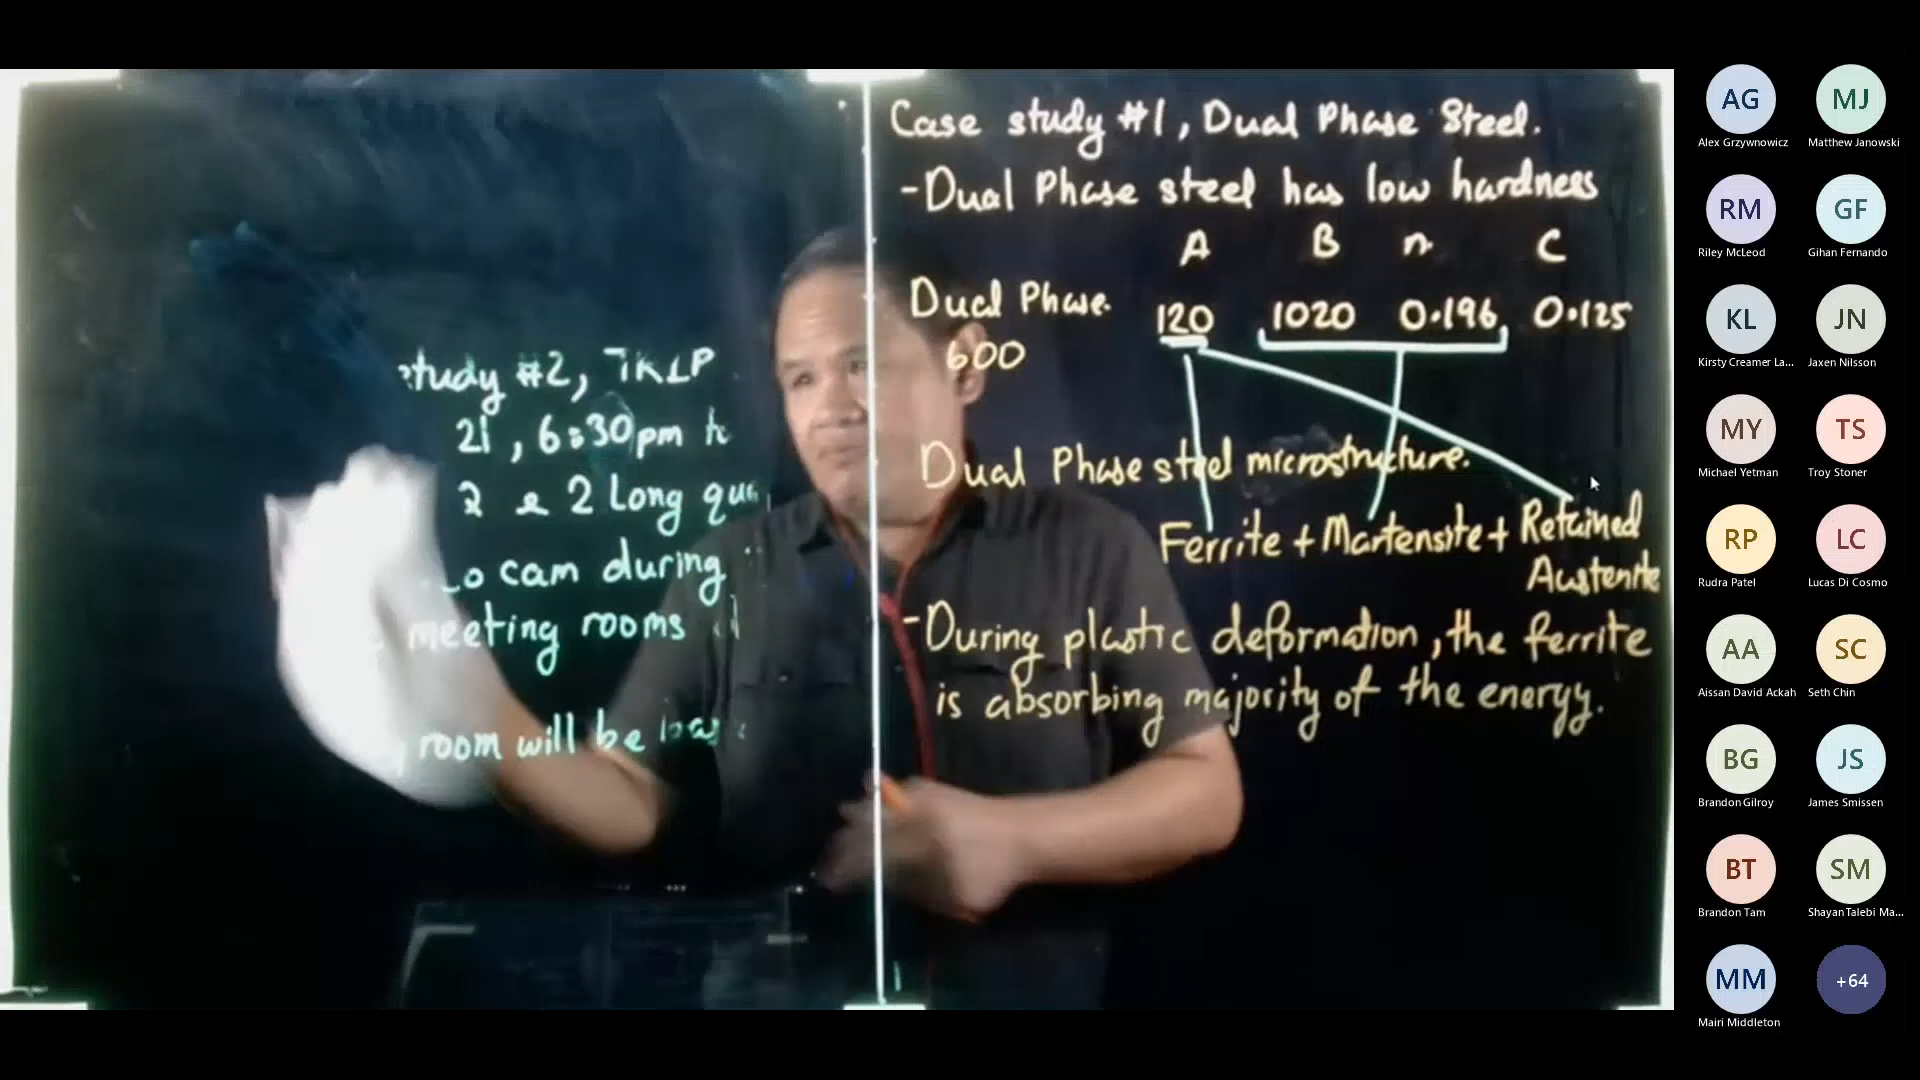 study #2, TKLP
21, 6:30pm to
2 2 Long
cam during
meeting rooms
room will be
Case study #1, Dual Phase Steel.
-Dual Phase steel has low hardness
A B n C
Dual Phase 120 1020 0.196 0.125
600
Dual Phase steel microstructure.
Ferrite + Martensite + Retained
Austenite
-During plastic deformation, the ferrite
is absorbing majority of the energy.
AG MJ
Alex Grzywnowicz Matthew Janowski
RM GF
Riley McLeod Gihan Fernando
KL JN
Kirsty Creamer La... Jaxen Nilsson
MY TS
Michael Yetman Troy Stoner
RP LC
Rudra Patel Lucas Di Cosmo
AA SC
Aissan David Ackah Seth Chin
BG JS
Brandon Gilroy James Smissen
BT SM
Brandon Tam Shayan Talebi Ma...
MM +64
Mairi Middleton